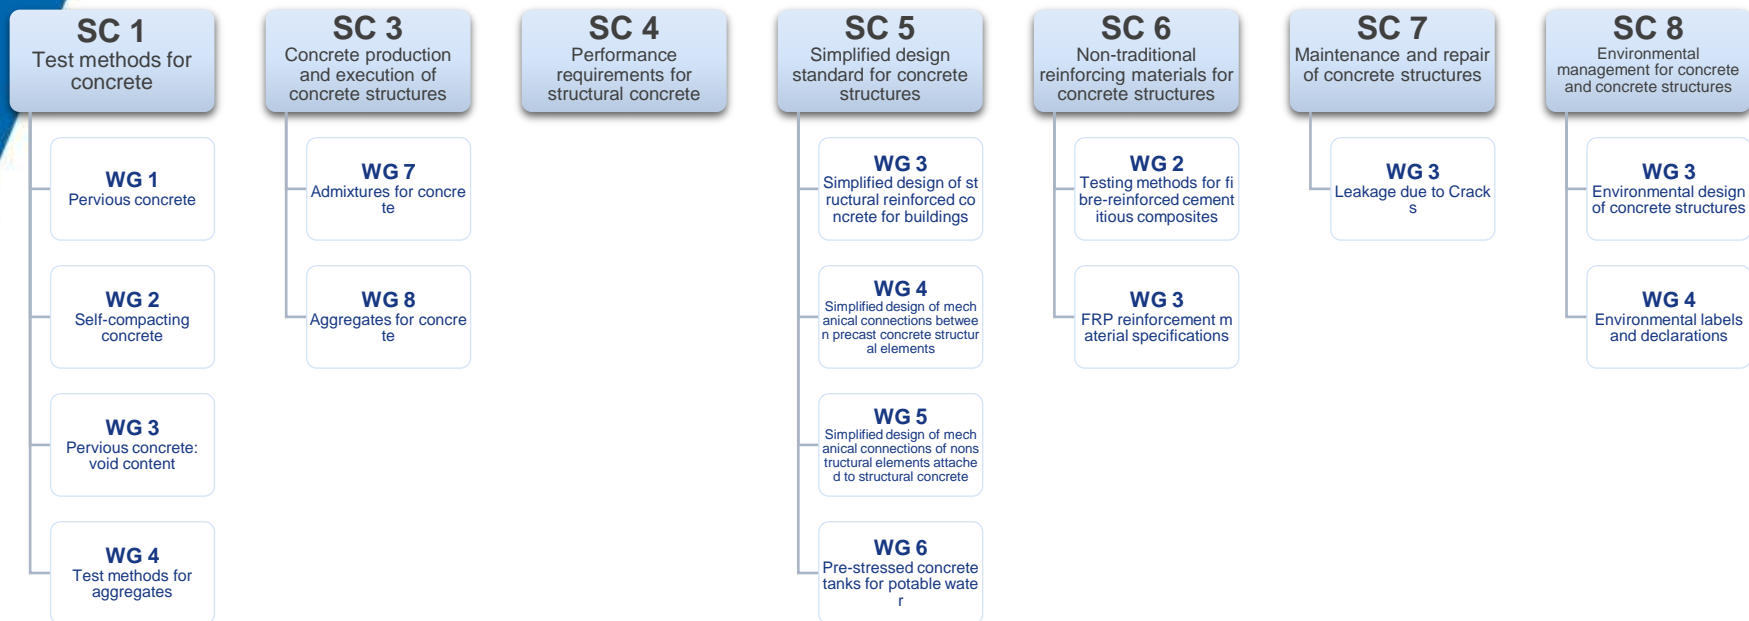 SC 1
Test methods for
concrete
WG 1
Pervious concrete
WG 2
Self-compacting
concrete
WG 3
Pervious concrete:
void content
WG 4
Test methods for
aggregates
SC 3
Concrete production
and execution of
concrete structures
WG 7
Admixtures for concre
te
WG 8
Aggregates for concre
te
SC 4
Performance
requirements for
structural concrete
SC 5
Simplified design
standard for concrete
structures
WG 3
Simplified design of st
ructural reinforced co
ncrete for buildings
WG 4
Simplified design of mech
anical connections betwee
n precast concrete structur
al elements
WG 5
Simplified design of mech
anical connections of nons
tructural elements attache
d to structural concrete
WG 6
Pre-stressed concrete
tanks for potable wate
r
SC 6
Non-traditional
reinforcing materials for
concrete structures
WG 2
Testing methods for fi
bre-reinforced cement
itious composites
WG 3
FRP reinforcement m
aterial specifications
SC 7
Maintenance and repair
of concrete structures
WG 3
Leakage due to Crack
s
SC 8
Environmental
management for concrete
and concrete structures
WG 3
Environmental design
of concrete structures
WG 4
Environmental labels
and declarations